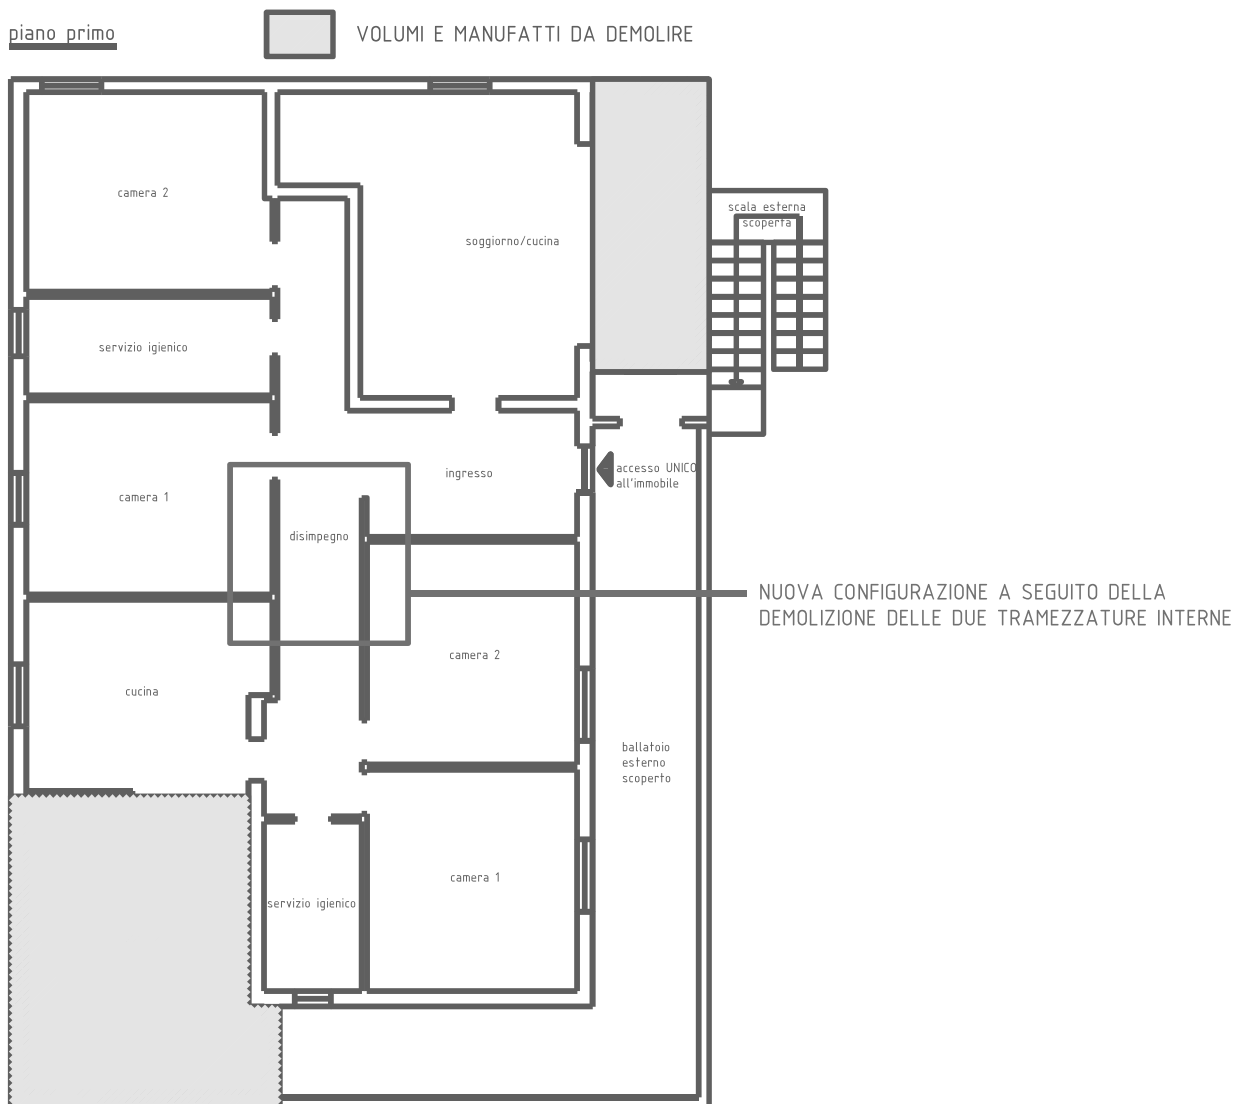 piano primo
VOLUMI E MANUFATTI DA DEMOLIRE
camera 2
scala esterna
scoperta
soggiorno/cucina
servizio igienico
ingresso
accesso UNICO
all'immobile
camera 1
disimpegno
NUOVA CONFIGURAZIONE A SEGUITO DELLA
DEMOLIZIONE DELLE DUE TRAMEZZATURE INTERNE
camera 2
cucina
ballatoio
esterno
scoperto
camera 1
servizio igienico